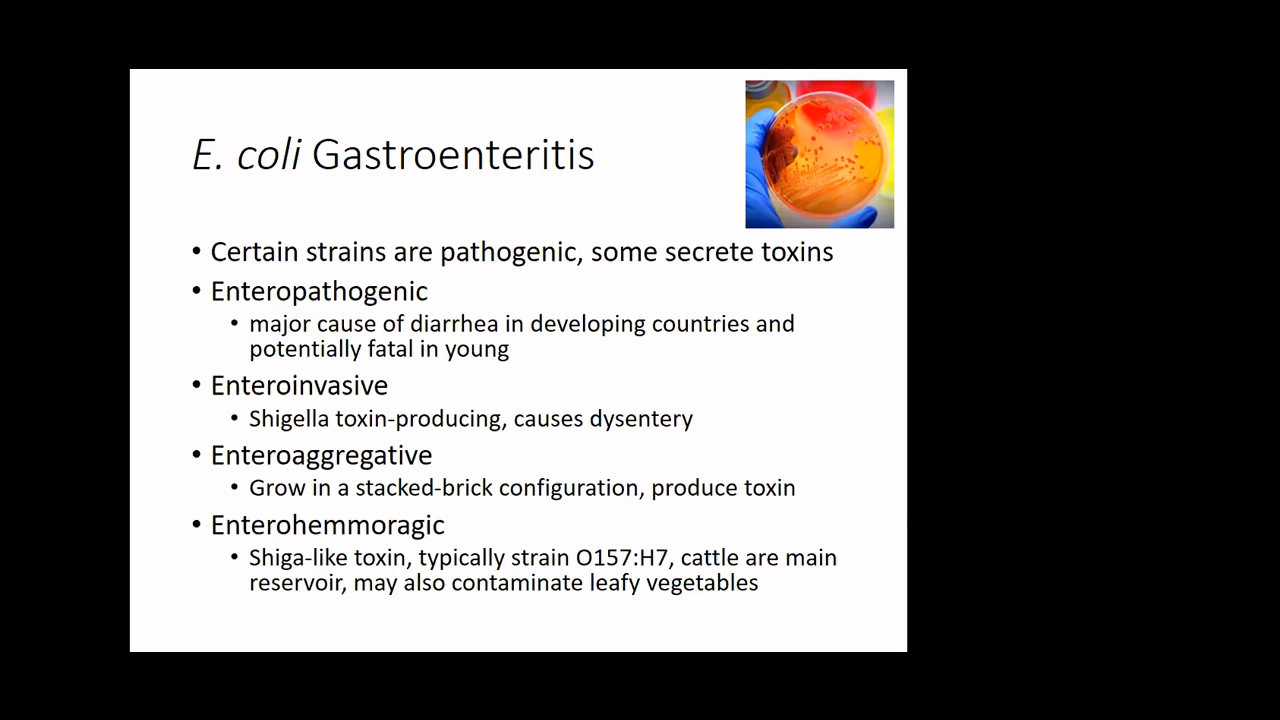 E. coli Gastroenteritis
• Certain strains are pathogenic, some secrete toxins
• Enteropathogenic
• major cause of diarrhea in developing countries and
potentially fatal in young
• Enteroinvasive
• Shigella toxin-producing, causes dysentery
• Enteroaggregative
• Grow in a stacked-brick configuration, produce toxin
• Enterohemmoragic
• Shiga-like toxin, typically strain O157:H7, cattle are main
reservoir, may also contaminate leafy vegetables